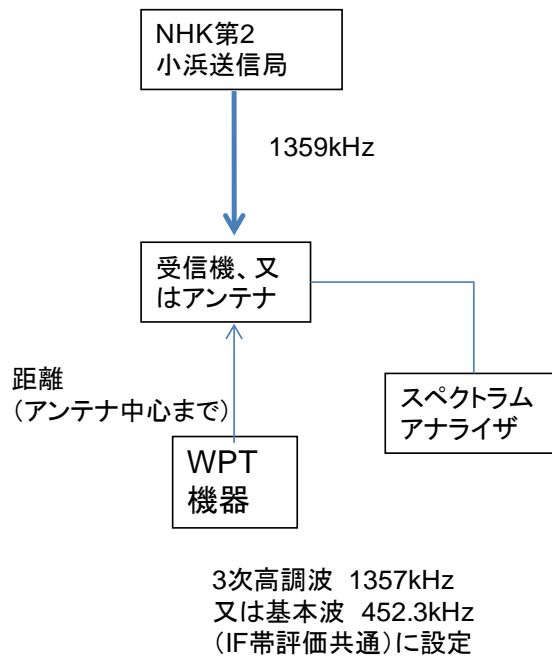 NHK第2
小浜送信局
1359kHz
受信機、又
はアンテナ
距離
（アンテナ中心まで）
スペクトラム
アナライザ
WPT
機器
3次高調波 1357kHz
又は基本波 452.3kHz
（IF帯評価共通）に設定